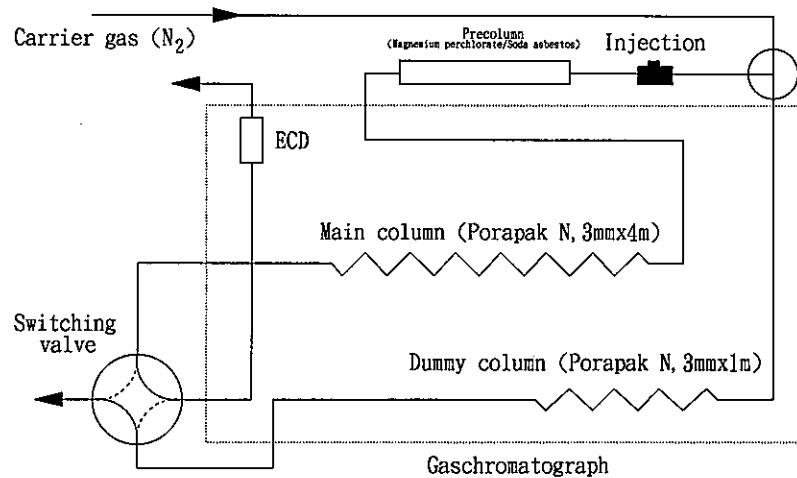 Carrier gas (N₂)
Precolumn
(Magnesium perchlorate/Soda asbestos)
Injection
ECD
Main column (Porapak N, 3mmx4m)
Switching
valve
Dummy column (Porapak N, 3mmx1m)
Gaschromatograph